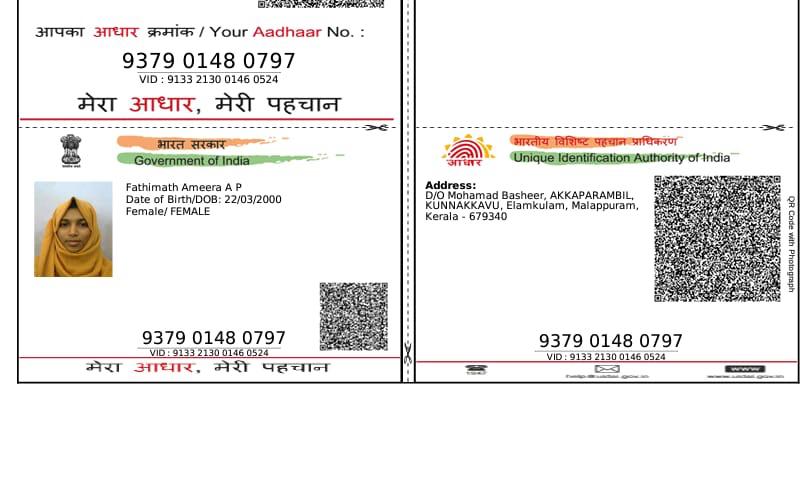 आपका आधार क्रमांक / Your Aadhaar No. :
9379 0148 0797
VID : 9133 2130 0146 0524
मेरा आधार, मेरी पहचान
भारत सरकार
Government of India
Fathimath Ameera A P
Date of Birth/DOB: 22/03/2000
Female/ FEMALE
9379 0148 0797
VID : 9133 2130 0146 0524
मेरा आधार, मेरी पहचान
भारतीय विशिष्ट पहचान प्राधिकरण
Unique Identification Authority of India
आधार
Address:
D/O Mohamad Basheer, AKKAPARAMBIL,
KUNNAKKAVU, Elamkulam, Malappuram,
Kerala - 679340
QR Code with Photograph
9379 0148 0797
VID : 9133 2130 0146 0524
1947
help@uidai.gov.in
www
www.uidai.gov.in